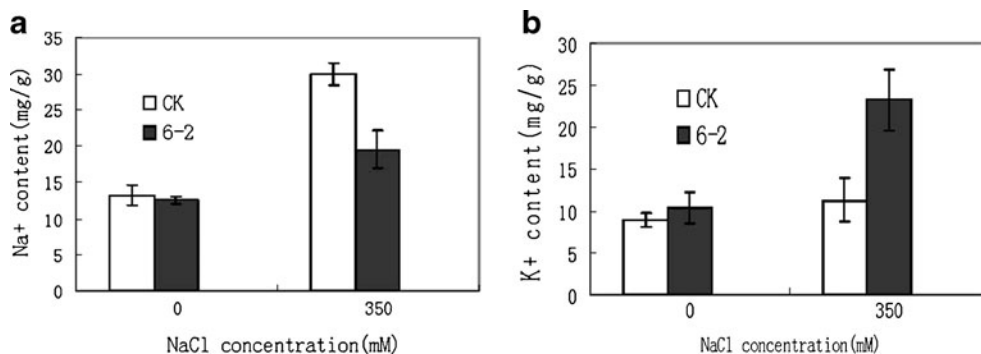 a
Na+ content(mg/g)
35
30
25
20
15
10
5
0
CK
6-2
0
350
NaCl concentration(mM)
b
K+ content(mg/g)
30
25
20
15
10
5
0
CK
6-2
0
350
NaCl concentration(mM)